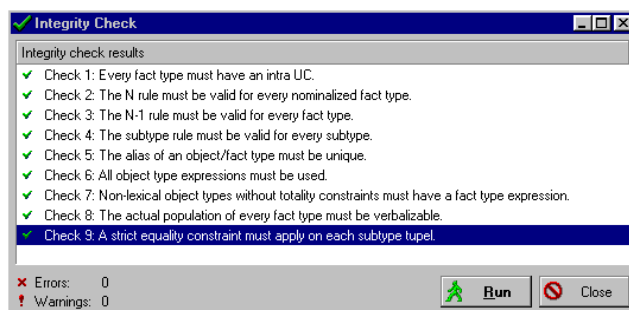 Integrity Check
Integrity check results
Check 1: Every fact type must have an intra UC.
Check 2: The N rule must be valid for every nominalized fact type.
Check 3: The N-1 rule must be valid for every fact type.
Check 4: The subtype rule must be valid for every subtype.
Check 5: The alias of an object/fact type must be unique.
Check 6: All object type expressions must be used.
Check 7: Non-lexical object types without totality constraints must have a fact type expression.
Check 8: The actual population of every fact type must be verbalizable.
Check 9: A strict equality constraint must apply on each subtype tupel.
Errors: 0
Warnings: 0
Run
Close